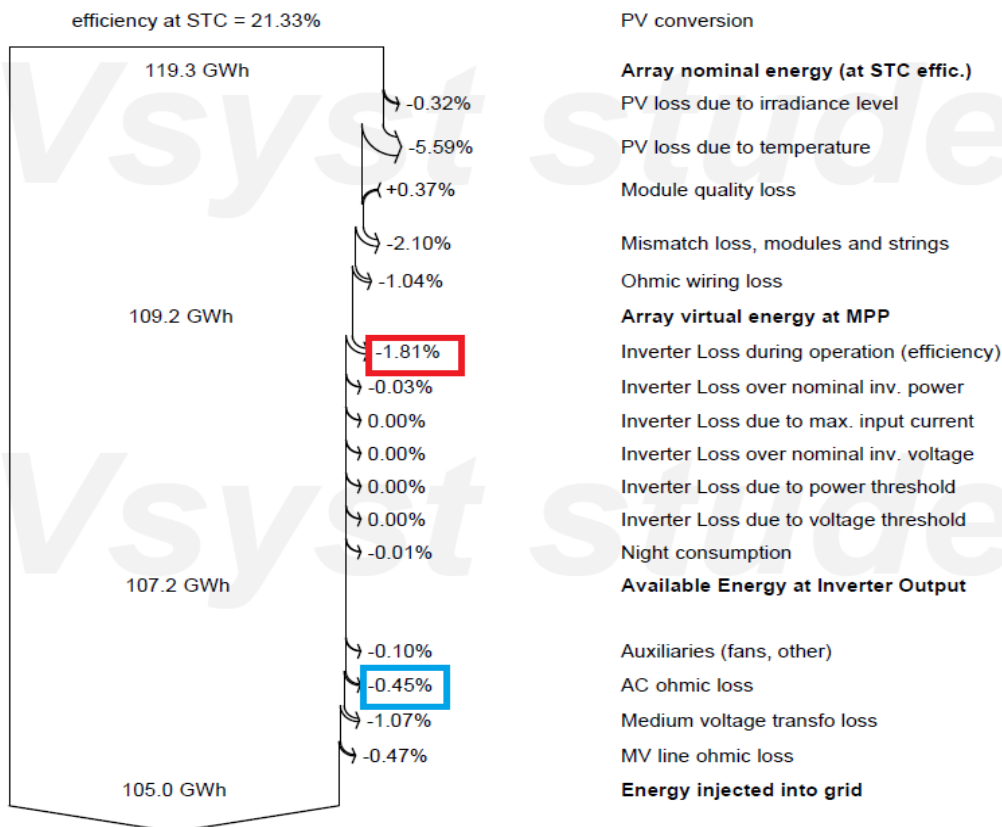 efficiency at STC = 21.33% PV conversion
119.3 GWh Array nominal energy (at STC effic.)
-0.32% PV loss due to irradiance level
-5.59% PV loss due to temperature
+0.37% Module quality loss
-2.10% Mismatch loss, modules and strings
-1.04% Ohmic wiring loss
109.2 GWh Array virtual energy at MPP
-1.81% Inverter Loss during operation (efficiency)
-0.03% Inverter Loss over nominal inv. power
0.00% Inverter Loss due to max. input current
0.00% Inverter Loss over nominal inv. voltage
0.00% Inverter Loss due to power threshold
0.00% Inverter Loss due to voltage threshold
-0.01% Night consumption
107.2 GWh Available Energy at Inverter Output
-0.10% Auxiliaries (fans, other)
-0.45% AC ohmic loss
-1.07% Medium voltage transfo loss
-0.47% MV line ohmic loss
105.0 GWh Energy injected into grid
Vsyst stude
Vsyst stude